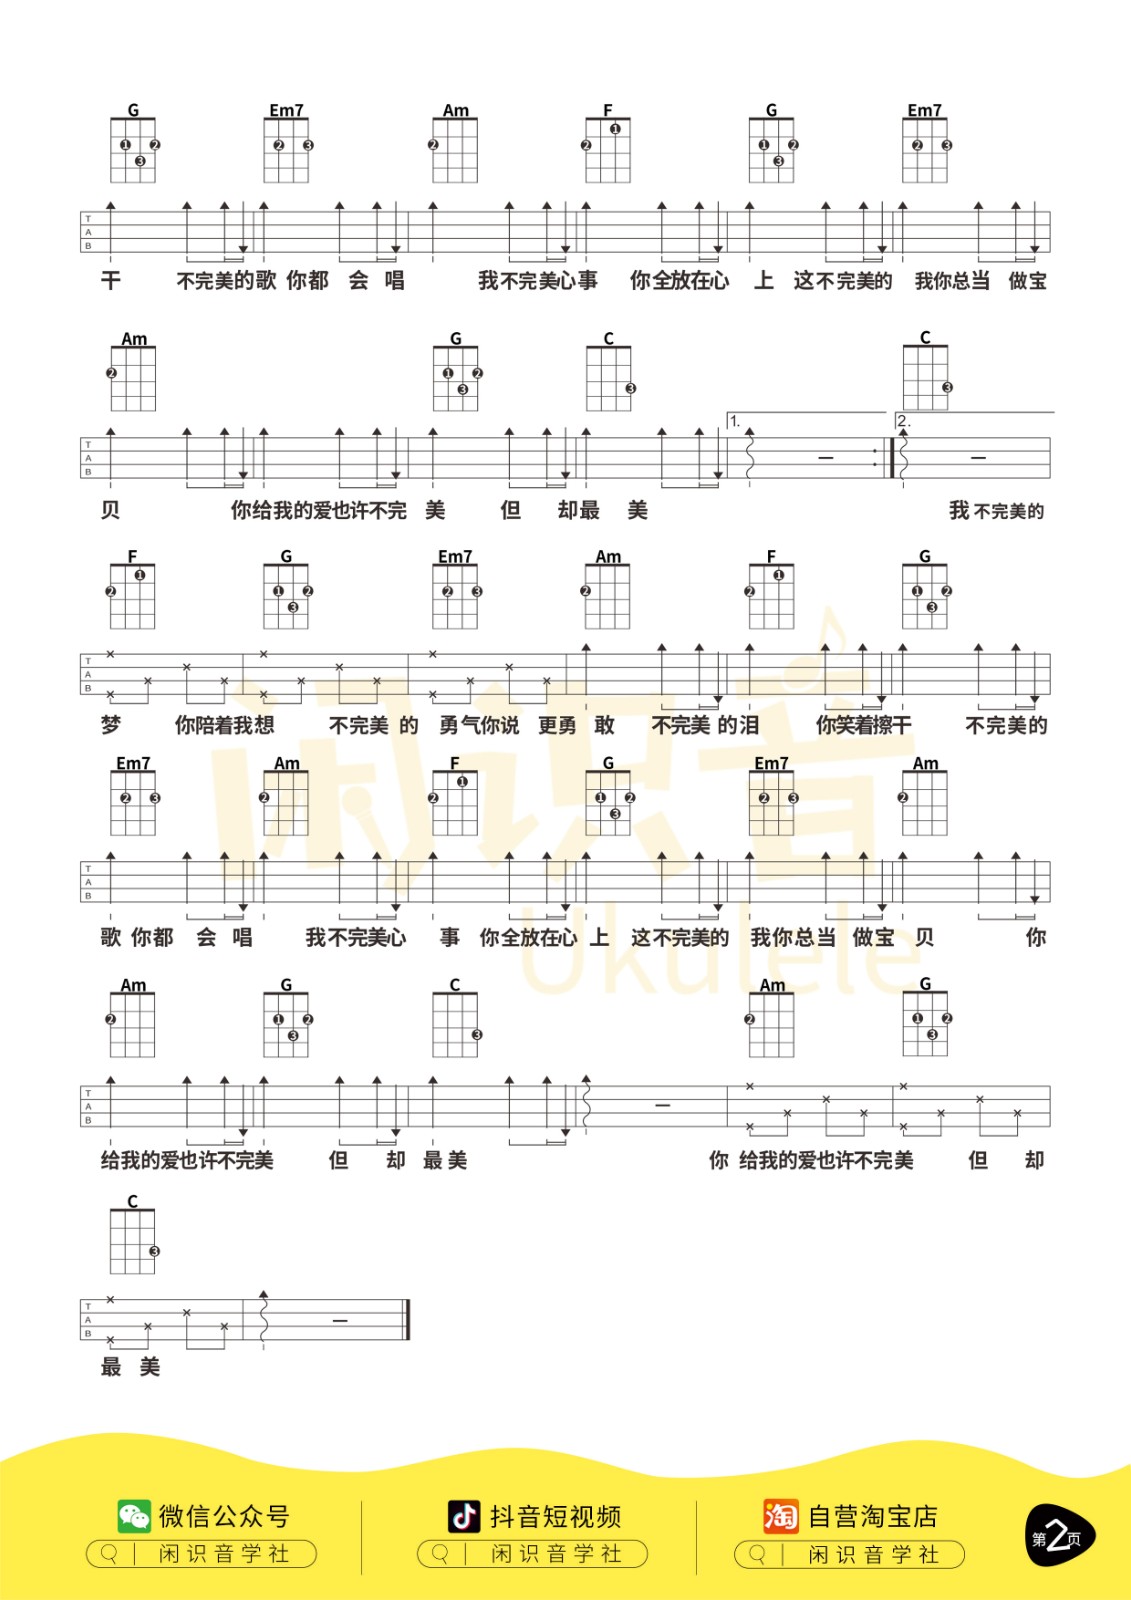 G Em7 Am F G Em7
T A B
干 不完美的歌 你都 会 唱 我不完美心事 你全放在心 上 这不完美的 我你总当 做宝
Am G C C
1. 2.
T A B
贝 你给我的爱也许不完 美 但 却最 美 我不完美的
F G Em7 Am F G
T A B
梦 你陪着我想 不完美 的 勇气你说 更勇 敢 不完美 的泪 你笑着擦干 不完美的
Em7 Am F G Em7 Am
T A B
歌 你都 会 唱 我不完美心 事 你全放在心 上 这不完美的 我你总当 做宝 贝 你
Am G C Am G
T A B
给我的爱也许不完美 但 却 最美 你 给我的爱也许不完美 但 却
C
T A B
最 美
闲识音
Ukulele
微信公众号 抖音短视频 自营淘宝店
闲识音学社 闲识音学社 闲识音学社
淘
第2页